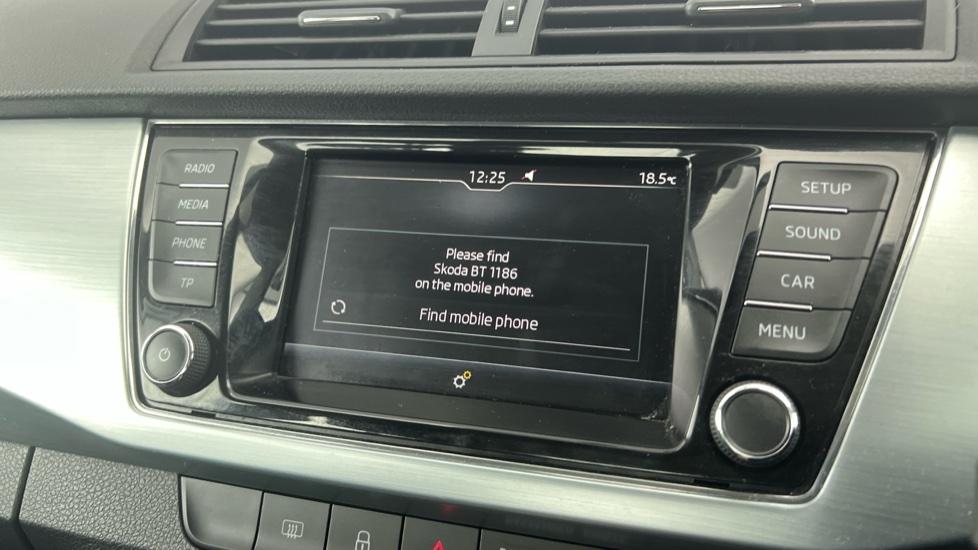 RADIO
MEDIA
PHONE
TP
12:25
18.5°C
Please find
Skoda BT 1186
on the mobile phone.
Find mobile phone
SETUP
SOUND
CAR
MENU